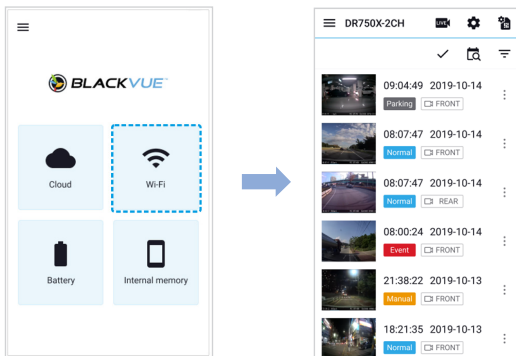 BLACKVUE
Cloud
Wi-Fi
Battery
Internal memory
DR750X-2CH
LIVE
09:04:49 2019-10-14
Parking FRONT
08:07:47 2019-10-14
Normal FRONT
08:07:47 2019-10-14
Normal REAR
08:00:24 2019-10-14
Event FRONT
21:38:22 2019-10-13
Manual FRONT
18:21:35 2019-10-13
Normal FRONT